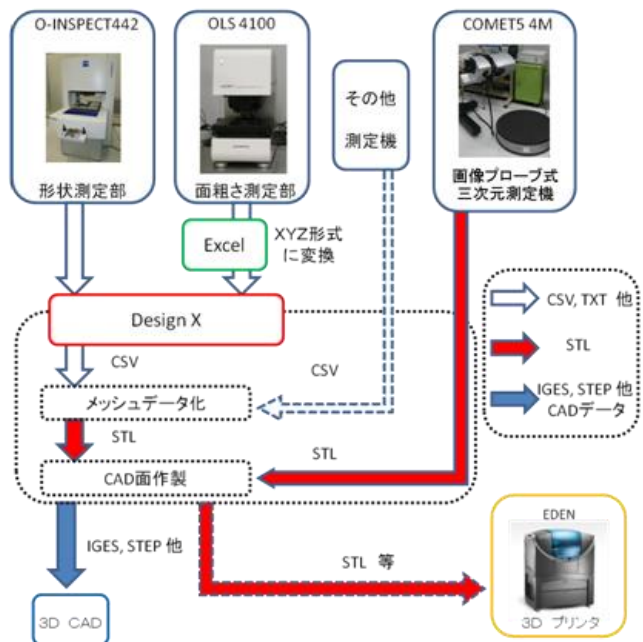 O-INSPECT442
形状測定部
OLS 4100
面粗さ測定部
その他
測定機
COMET5 4M
画像プローブ式
三次元測定機
Excel
XYZ形式
に変換
Design X
CSV
CSV
メッシュデータ化
STL
STL
CAD面作製
CSV, TXT 他
STL
IGES, STEP 他
CADデータ
IGES, STEP 他
STL 等
3D CAD
EDEN
3D プリンタ